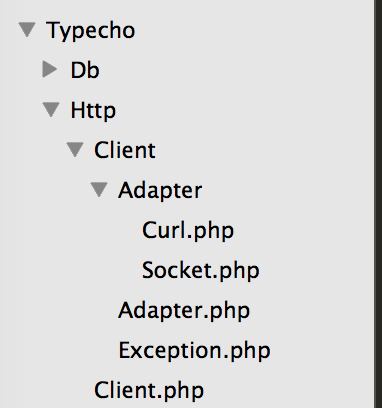 Typecho
Db
Http
Client
Adapter
Curl.php
Socket.php
Adapter.php
Exception.php
Client.php